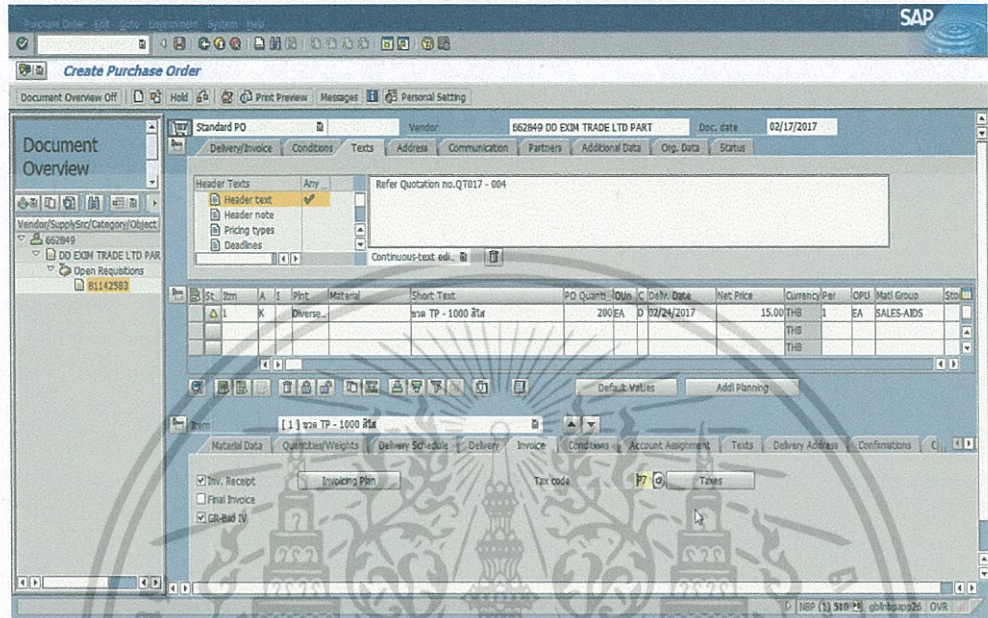 Purchase Order Edit Goto Environment System Help
SAP
Create Purchase Order
Document Overview Off Hold Print Preview Messages Personal Setting
Document Overview
Vendor/SupplySrc/Category/Object
662849
DD EXIM TRADE LTD PAR
Open Requistions
81142583
Standard PO Vendor 662849 DD EXIM TRADE LTD PART Doc. date 02/17/2017
Delivery/Invoice Conditions Texts Address Communication Partners Additional Data Org. Data Status
Header Texts Any...
Header text
Header note
Pricing types
Deadlines
Refer Quotation no.QT017 - 004
Continuous-text edi...
St. Itm A I Plnt Material Short Text PO Quanti... OUn C Deliv. Date Net Price Currency Per OPU Matl Group Sto
1 K Diverse... ขวด TP - 1000 สีใส 200 EA D 02/24/2017 15.00 THB 1 EA SALES-AIDS
THB
THB
Default Values Addl Planning
Item [ 1 ] ขวด TP - 1000 สีใส
Material Data Quantities/Weights Delivery Schedule Delivery Invoice Conditions Account Assignment Texts Delivery Address Confirmations C
Inv. Receipt Invoicing Plan Tax code P7 Taxes
Final Invoice
GR-Bsd IV
NBP (1) 510 gblnbpapp26 OVR